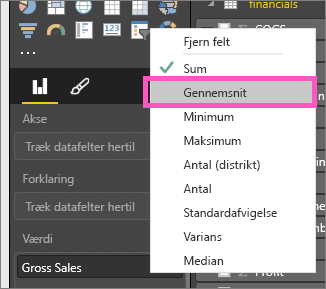 financials
COGS
...
Fjern felt
Sum
Gennemsnit
Minimum
Maksimum
Antal (distrikt)
Antal
Standardafvigelse
Varians
Median
Akse
Træk datafelter hertil
Forklaring
Træk datafelter hertil
Værdi
Gross Sales
Profit